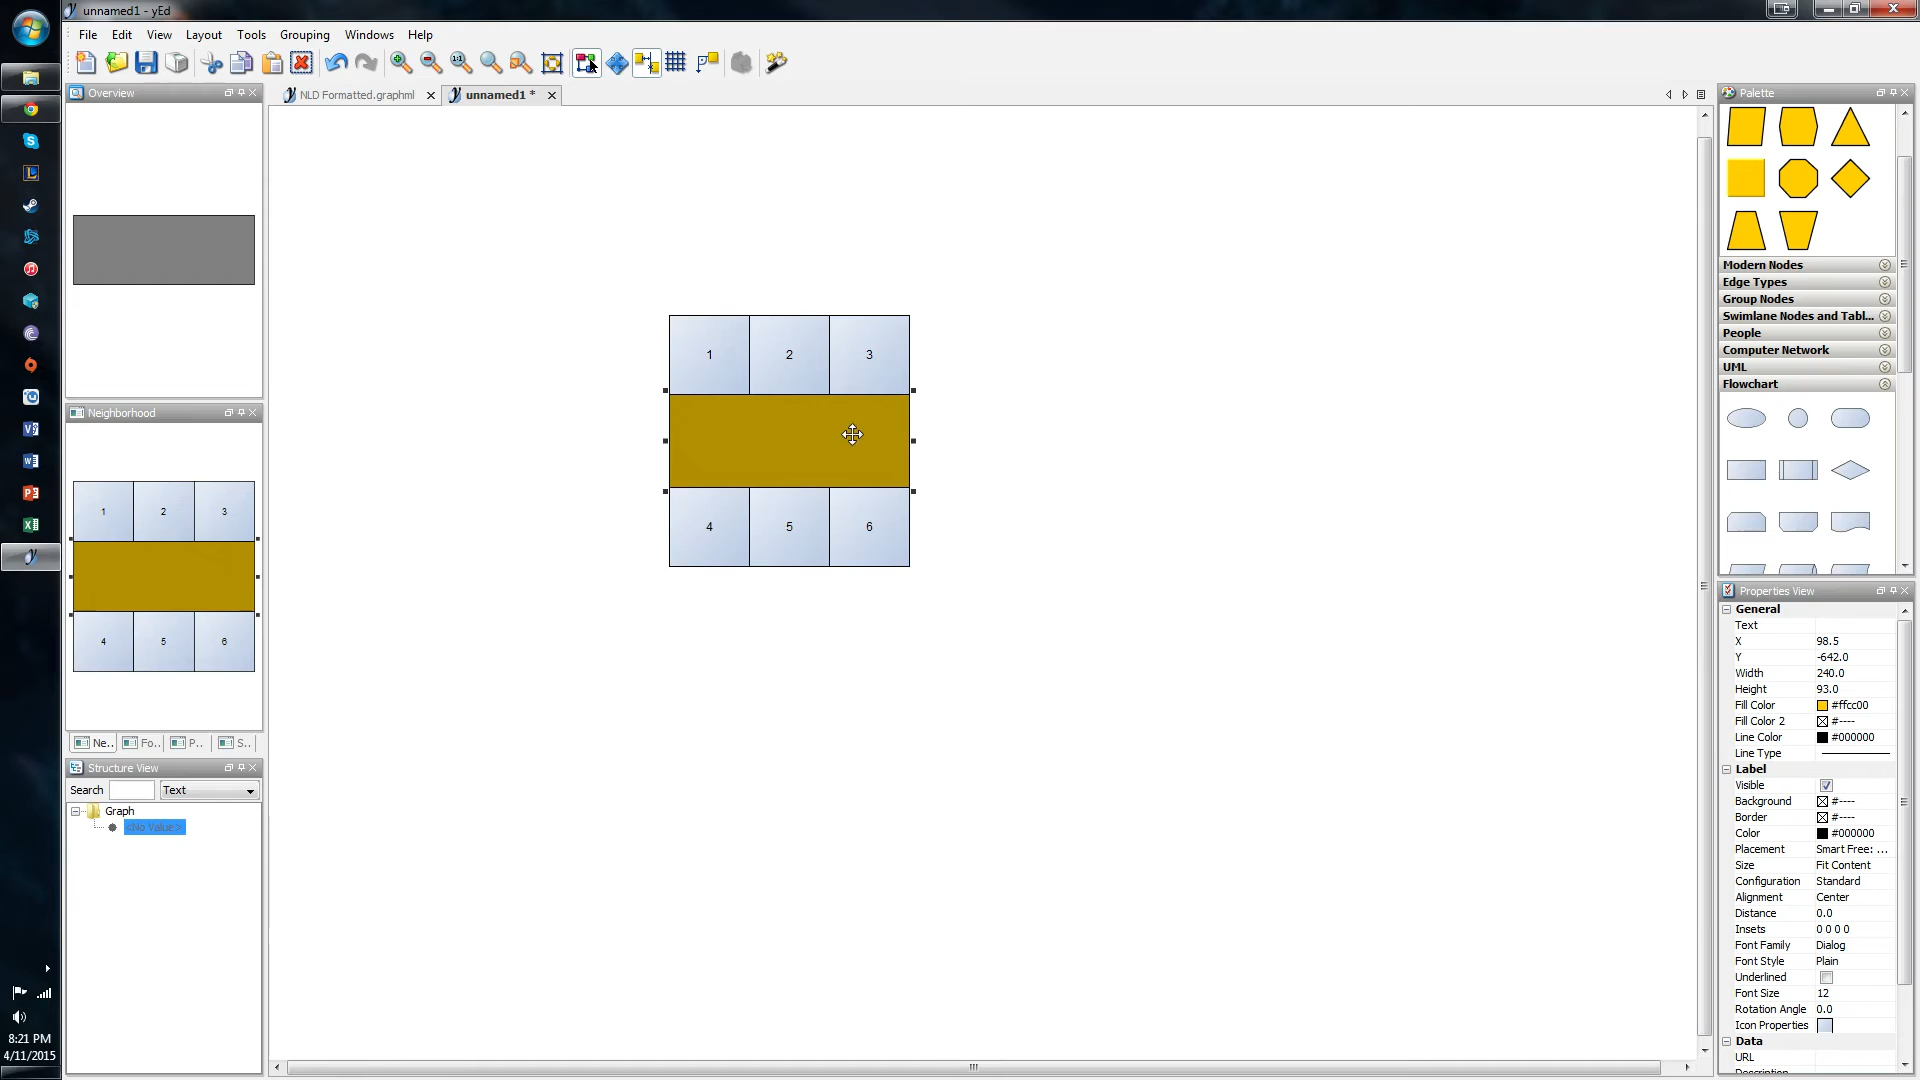 unnamed1 - yEd
File Edit View Layout Tools Grouping Windows Help
Overview
NLD Formatted.graphml
unnamed1 *
Palette
Modern Nodes
Edge Types
Group Nodes
Swimlane Nodes and Tabl...
People
Computer Network
UML
Flowchart
1 2 3
4 5 6
Neighborhood
1 2 3
4 5 6
Ne.. Fo.. P.. S..
Structure View
Search Text
Graph
<No Value>
Properties View
General
Text
X 98.5
Y -642.0
Width 240.0
Height 93.0
Fill Color #ffcc00
Fill Color 2 #----
Line Color #000000
Line Type
Label
Visible
Background #----
Border #----
Color #000000
Placement Smart Free: ...
Size Fit Content
Configuration Standard
Alignment Center
Distance 0.0
Insets 0 0 0 0
Font Family Dialog
Font Style Plain
Underlined
Font Size 12
Rotation Angle 0.0
Icon Properties
Data
URL
Description
8:21 PM
4/11/2015